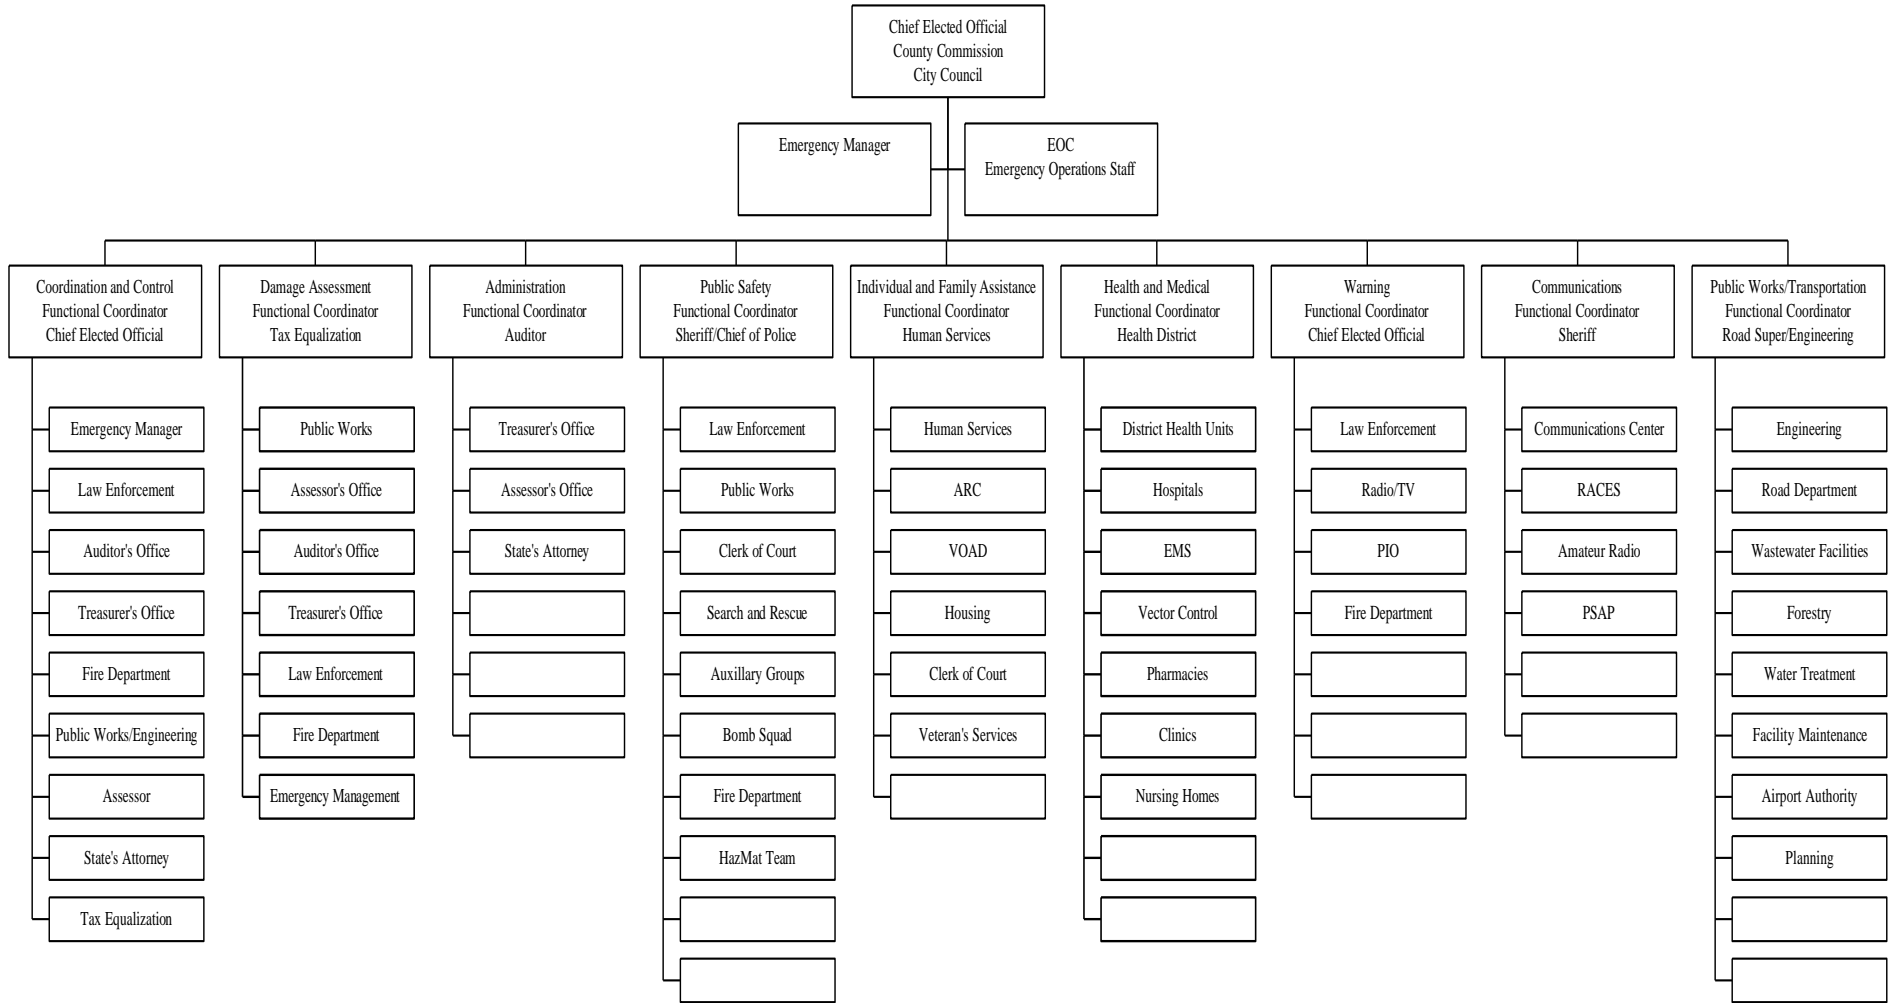 Chief Elected Official
County Commission
City Council
Emergency Manager
EOC
Emergency Operations Staff
Coordination and Control
Functional Coordinator
Chief Elected Official
Damage Assessment
Functional Coordinator
Tax Equalization
Administration
Functional Coordinator
Auditor
Public Safety
Functional Coordinator
Sheriff/Chief of Police
Individual and Family Assistance
Functional Coordinator
Human Services
Health and Medical
Functional Coordinator
Health District
Warning
Functional Coordinator
Chief Elected Official
Communications
Functional Coordinator
Sheriff
Public Works/Transportation
Functional Coordinator
Road Super/Engineering
Emergency Manager
Law Enforcement
Auditor's Office
Treasurer's Office
Fire Department
Public Works/Engineering
Assessor
State's Attorney
Tax Equalization
Public Works
Assessor's Office
Auditor's Office
Treasurer's Office
Law Enforcement
Fire Department
Emergency Management
Treasurer's Office
Assessor's Office
State's Attorney
Law Enforcement
Public Works
Clerk of Court
Search and Rescue
Auxillary Groups
Bomb Squad
Fire Department
HazMat Team
Human Services
ARC
VOAD
Housing
Clerk of Court
Veteran's Services
District Health Units
Hospitals
EMS
Vector Control
Pharmacies
Clinics
Nursing Homes
Law Enforcement
Radio/TV
PIO
Fire Department
Communications Center
RACES
Amateur Radio
PSAP
Engineering
Road Department
Wastewater Facilities
Forestry
Water Treatment
Facility Maintenance
Airport Authority
Planning